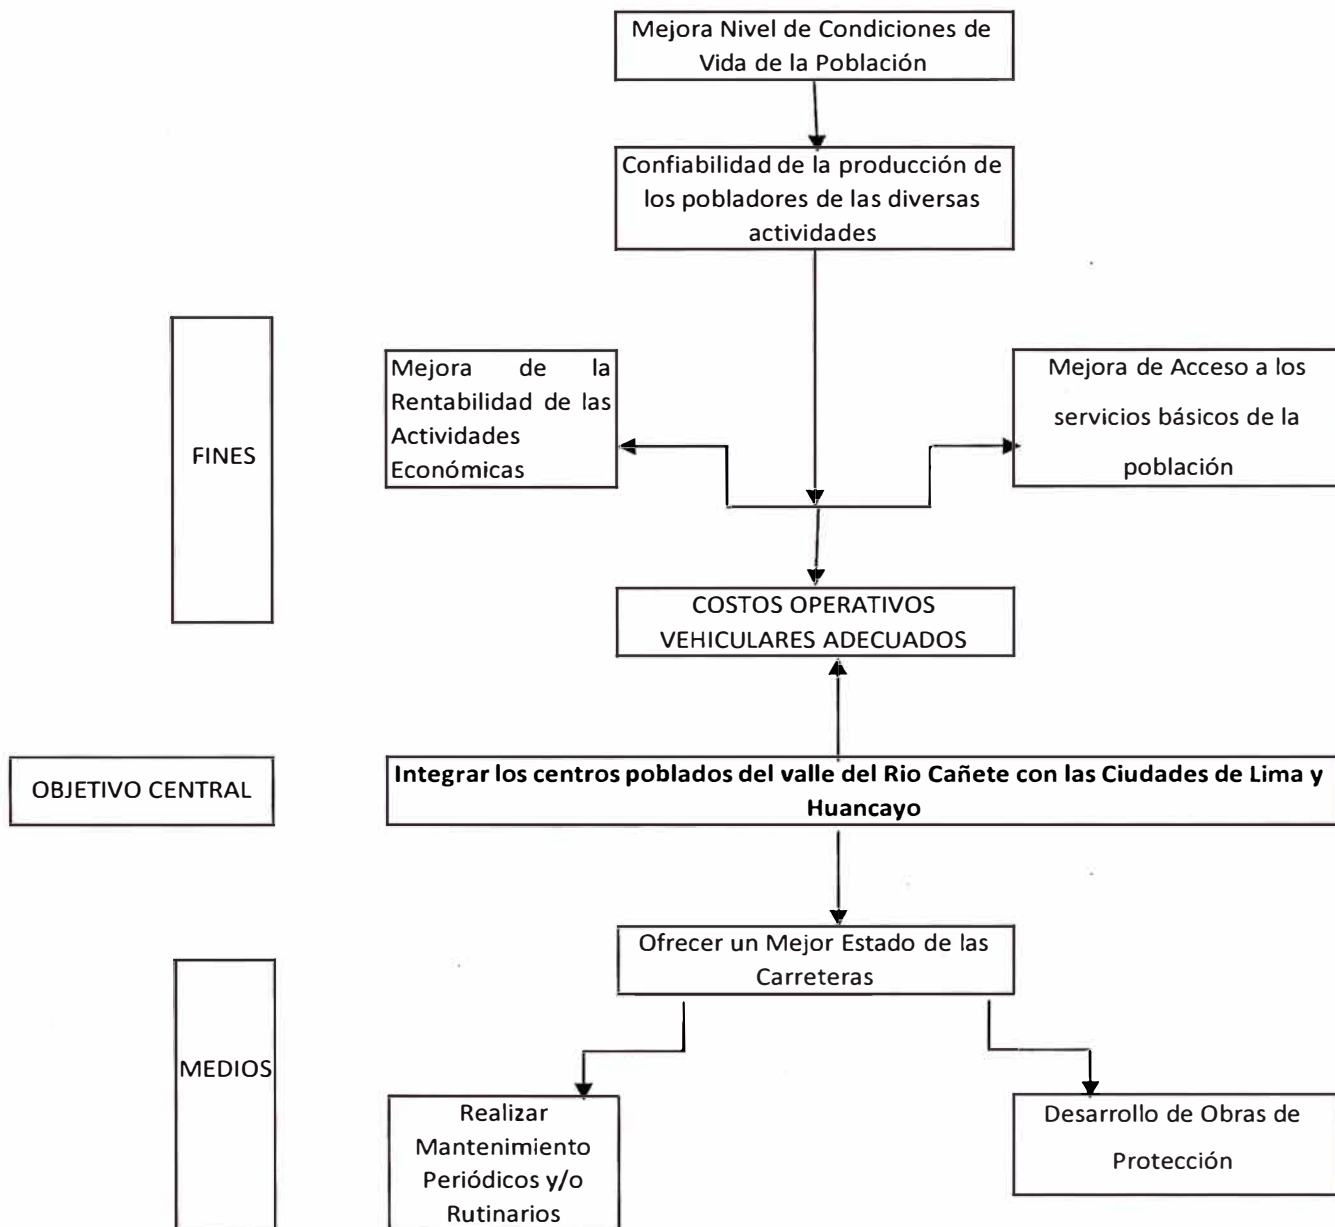 Mejora Nivel de Condiciones de
Vida de la Población
Confiabilidad de la producción de
los pobladores de las diversas
actividades
FINES
Mejora de la
Rentabilidad de las
Actividades
Económicas
Mejora de Acceso a los
servicios básicos de la
población
COSTOS OPERATIVOS
VEHICULARES ADECUADOS
OBJETIVO CENTRAL
Integrar los centros poblados del valle del Rio Cañete con las Ciudades de Lima y
Huancayo
Ofrecer un Mejor Estado de las
Carreteras
MEDIOS
Realizar
Mantenimiento
Periódicos y/o
Rutinarios
Desarrollo de Obras de
Protección